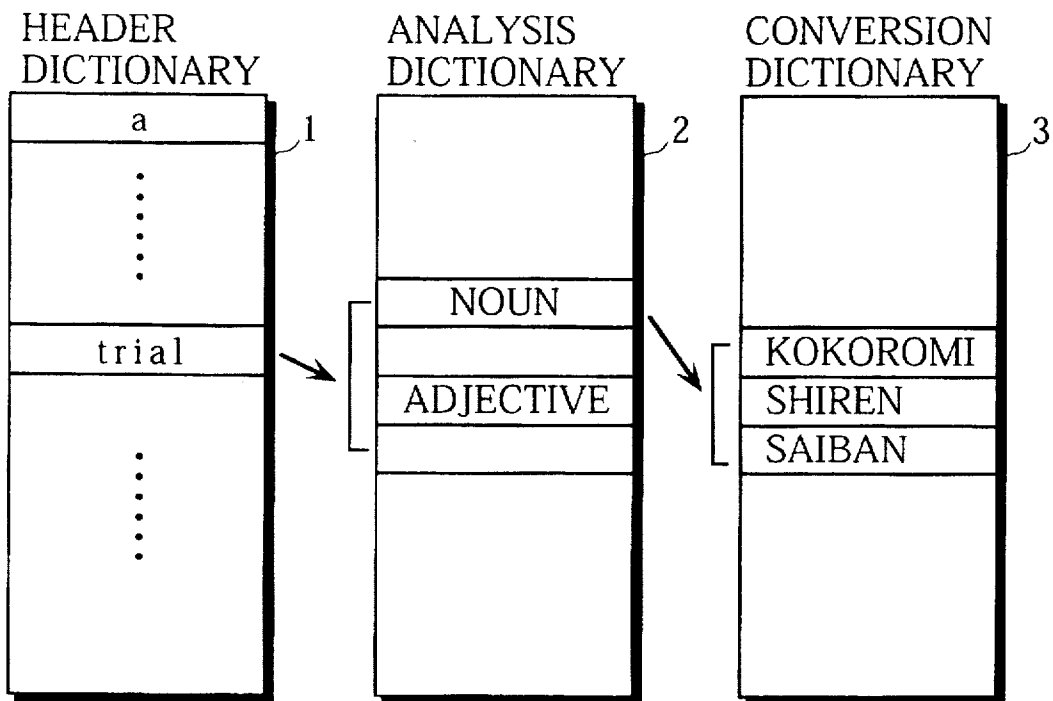 HEADER
DICTIONARY
a
trial
1
ANALYSIS
DICTIONARY
NOUN
ADJECTIVE
2
CONVERSION
DICTIONARY
KOKOROMI
SHIREN
SAIBAN
3